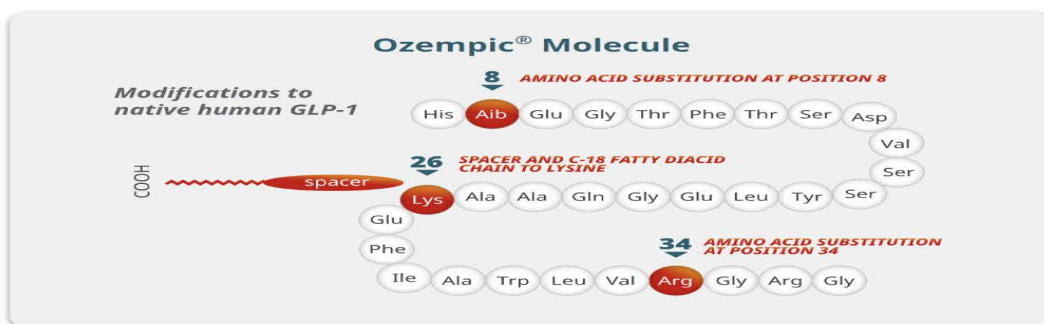 Ozempic® Molecule
Modifications to
native human GLP-1
8
AMINO ACID SUBSTITUTION AT POSITION 8
His Aib Glu Gly Thr Phe Thr Ser Asp
Val
Ser
26
SPACER AND C-18 FATTY DIACID
CHAIN TO LYSINE
COOH
spacer
Lys Ala Ala Gln Gly Glu Leu Tyr Ser
Glu
Phe
34
AMINO ACID SUBSTITUTION
AT POSITION 34
Ile Ala Trp Leu Val Arg Gly Arg Gly